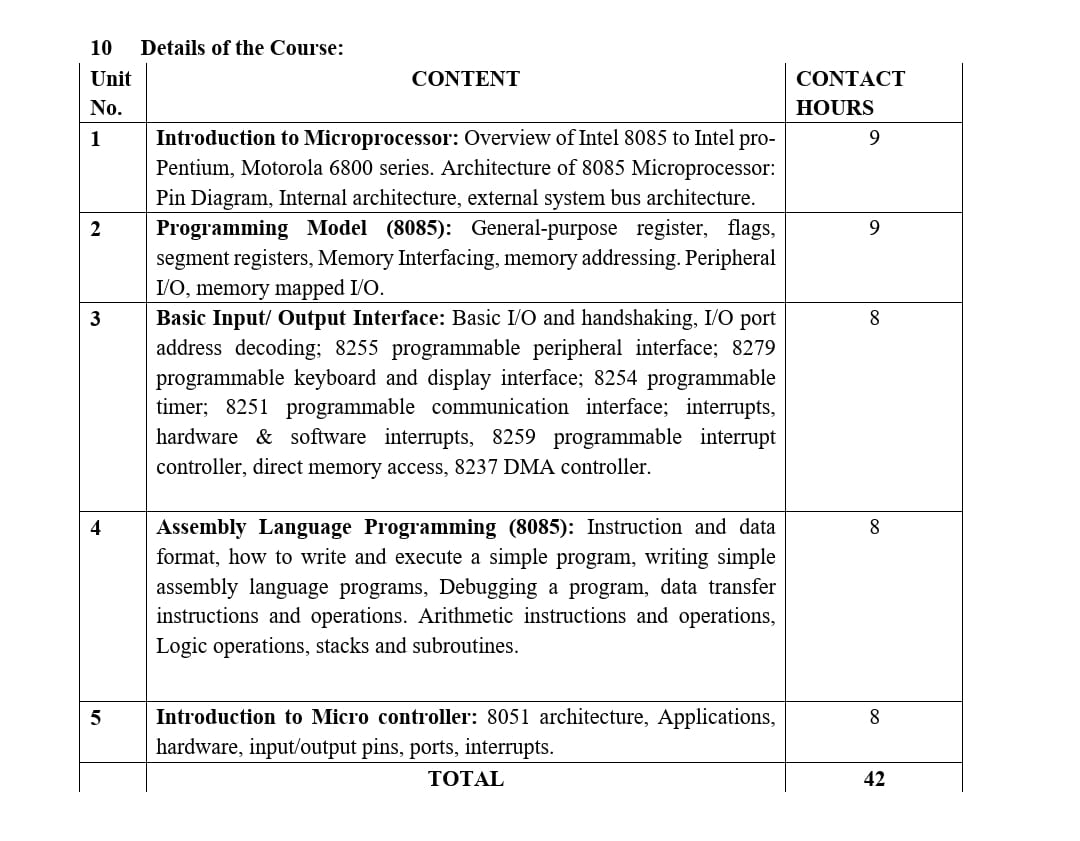 10 Details of the Course:
Unit No. CONTENT CONTACT HOURS
1 Introduction to Microprocessor: Overview of Intel 8085 to Intel pro- 9
Pentium, Motorola 6800 series. Architecture of 8085 Microprocessor:
Pin Diagram, Internal architecture, external system bus architecture.
2 Programming Model (8085): General-purpose register, flags, 9
segment registers, Memory Interfacing, memory addressing. Peripheral
I/O, memory mapped I/O.
3 Basic Input/ Output Interface: Basic I/O and handshaking, I/O port 8
address decoding; 8255 programmable peripheral interface; 8279
programmable keyboard and display interface; 8254 programmable
timer; 8251 programmable communication interface; interrupts,
hardware & software interrupts, 8259 programmable interrupt
controller, direct memory access, 8237 DMA controller.
4 Assembly Language Programming (8085): Instruction and data 8
format, how to write and execute a simple program, writing simple
assembly language programs, Debugging a program, data transfer
instructions and operations. Arithmetic instructions and operations,
Logic operations, stacks and subroutines.
5 Introduction to Micro controller: 8051 architecture, Applications, 8
hardware, input/output pins, ports, interrupts.
TOTAL 42